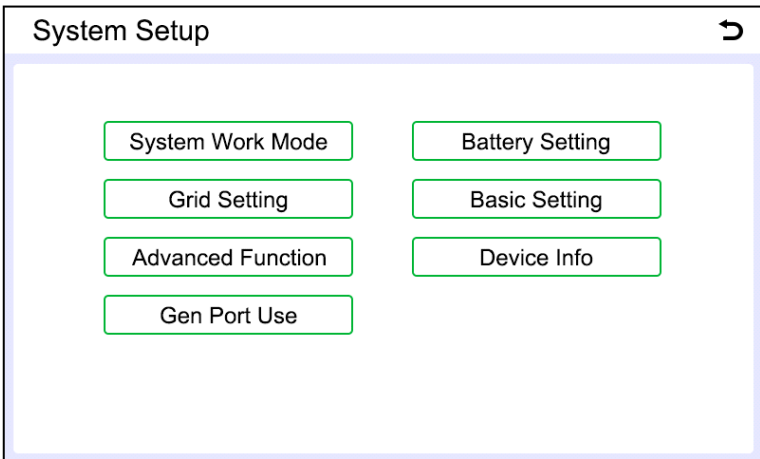 System Setup
System Work Mode
Battery Setting
Grid Setting
Basic Setting
Advanced Function
Device Info
Gen Port Use